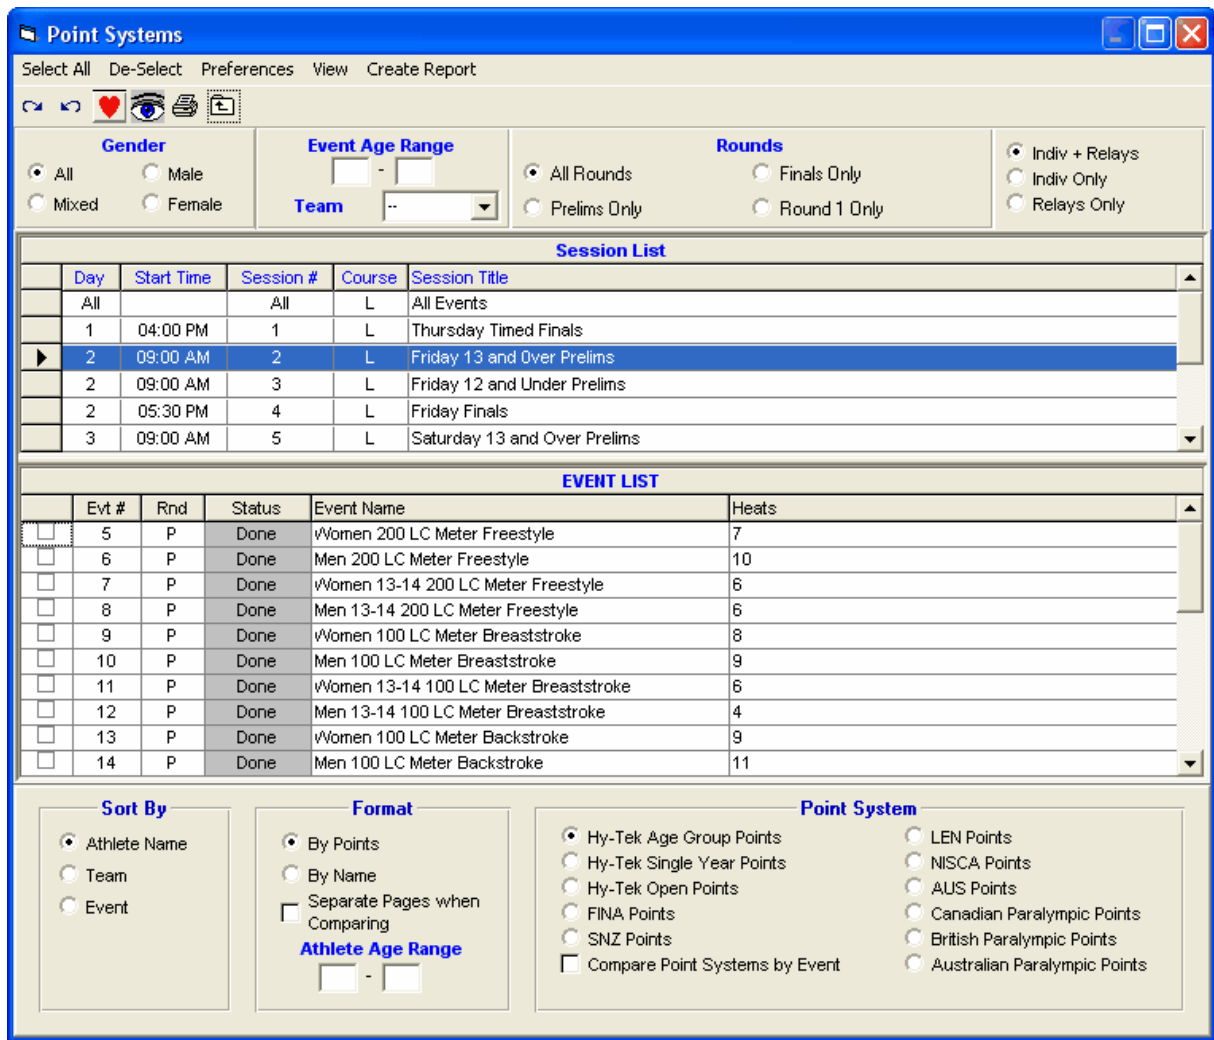 Point Systems
Select All De-Select Preferences View Create Report
Gender
All Male
Mixed Female
Event Age Range
-
Team --
Rounds
All Rounds Finals Only
Prelims Only Round 1 Only
Indiv + Relays
Indiv Only
Relays Only
Session List
Day Start Time Session # Course Session Title
All All L All Events
1 04:00 PM 1 L Thursday Timed Finals
2 09:00 AM 2 L Friday 13 and 0ver Prelims
2 09:00 AM 3 L Friday 12 and Under Prelims
2 05:30 PM 4 L Friday Finals
3 09:00 AM 5 L Saturday 13 and Over Prelims
EVENT LIST
Evt # Rnd Status Event Name Heats
5 P Done Women 200 LC Meter Freestyle 7
6 P Done Men 200 LC Meter Freestyle 10
7 P Done Women 13-14 200 LC Meter Freestyle 6
8 P Done Men 13-14 200 LC Meter Freestyle 6
9 P Done Women 100 LC Meter Breaststroke 8
10 P Done Men 100 LC Meter Breaststroke 9
11 P Done Women 13-14 100 LC Meter Breaststroke 6
12 P Done Men 13-14 100 LC Meter Breaststroke 4
13 P Done Women 100 LC Meter Backstroke 9
14 P Done Men 100 LC Meter Backstroke 11
Sort By
Athlete Name
Team
Event
Format
By Points
By Name
Separate Pages when
Comparing
Athlete Age Range
-
Point System
Hy-Tek Age Group Points LEN Points
Hy-Tek Single Year Points NISCA Points
Hy-Tek Open Points AUS Points
FINA Points Canadian Paralympic Points
SNZ Points British Paralympic Points
Compare Point Systems by Event Australian Paralympic Points